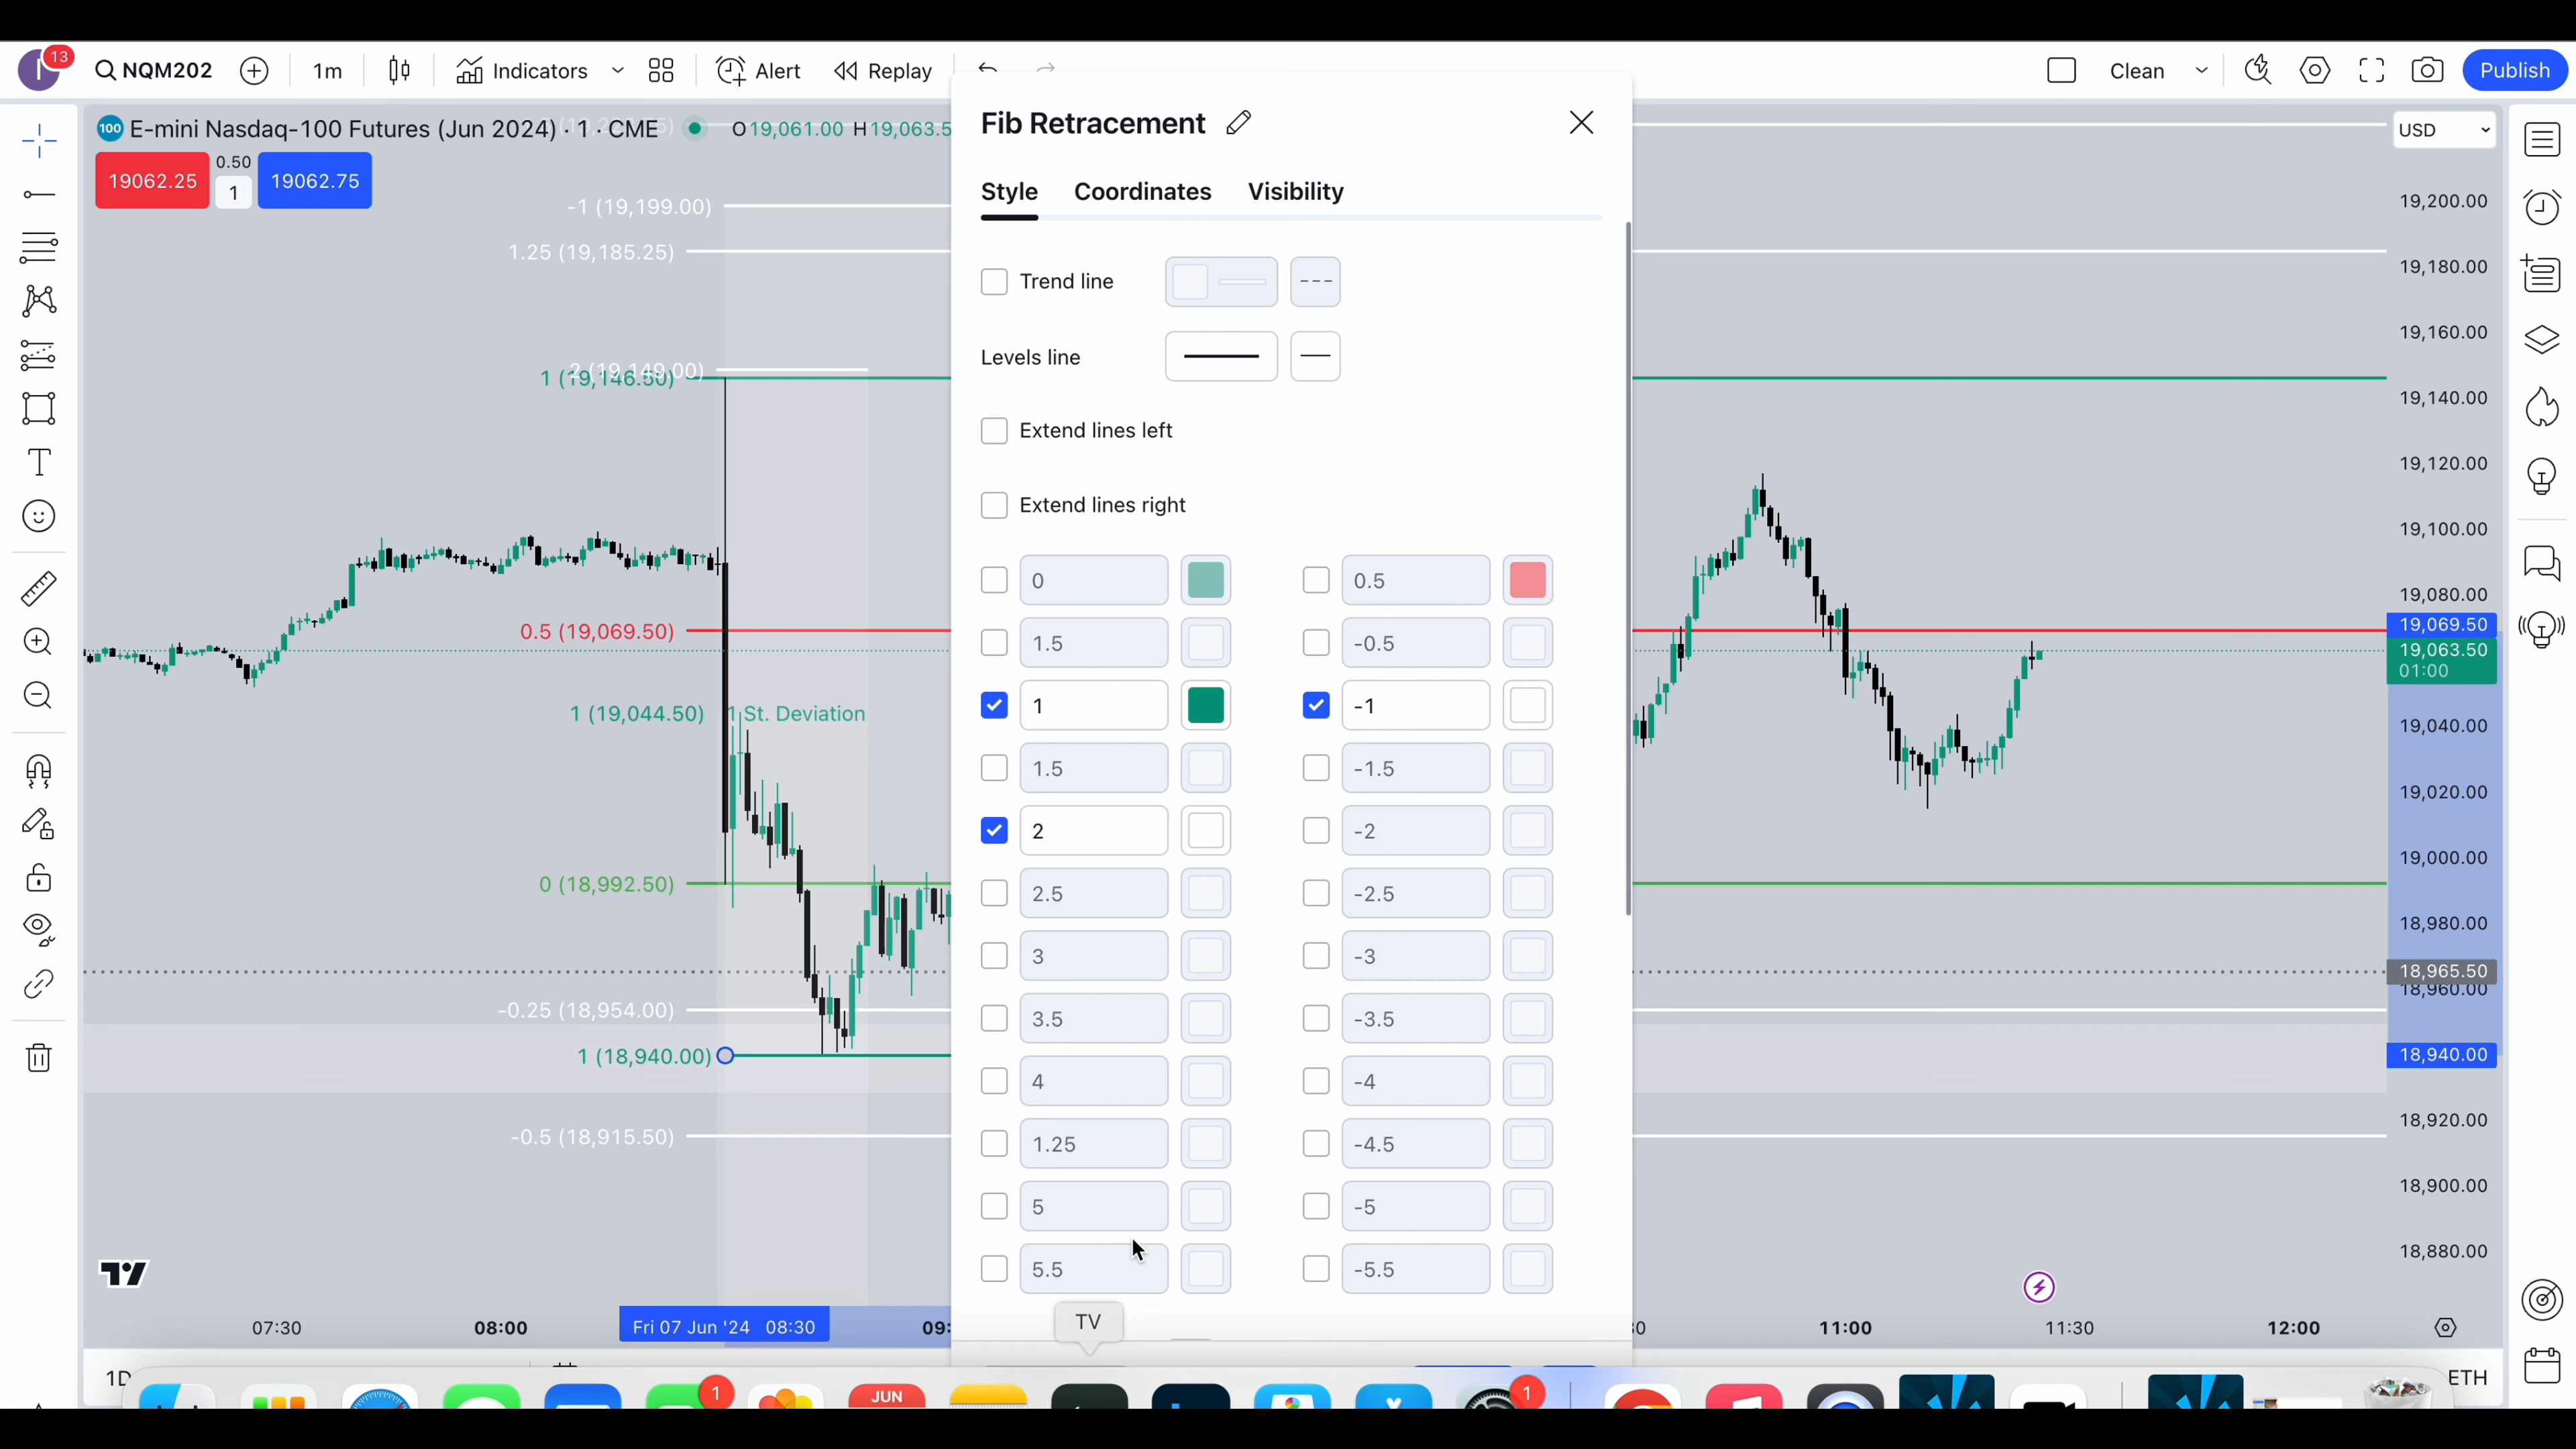 13
NQM202
1m
Indicators
Alert
Replay
Clean
Publish
E-mini Nasdaq-100 Futures (Jun 2024) · 1 · CME
O19,061.00 H19,063.5
100
19062.25
0.50
1
19062.75
-1 (19,199.00)
1.25 (19,185.25)
2 (19,149.00)
1 (19,146.50)
0.5 (19,069.50)
1 (19,044.50)
1 St. Deviation
0 (18,992.50)
-0.25 (18,954.00)
1 (18,940.00)
-0.5 (18,915.50)
Fib Retracement
Style
Coordinates
Visibility
Trend line
Levels line
Extend lines left
Extend lines right
0
0.5
1.5
-0.5
1
-1
1.5
-1.5
2
-2
2.5
-2.5
3
-3
3.5
-3.5
4
-4
1.25
-4.5
5
-5
5.5
-5.5
USD
19,200.00
19,180.00
19,160.00
19,140.00
19,120.00
19,100.00
19,080.00
19,069.50
19,063.50
01:00
19,040.00
19,020.00
19,000.00
18,980.00
18,965.50
18,960.00
18,940.00
18,920.00
18,900.00
18,880.00
07:30
08:00
Fri 07 Jun '24 08:30
09:
30
11:00
11:30
12:00
TV
1D
ETH
1
JUN
1